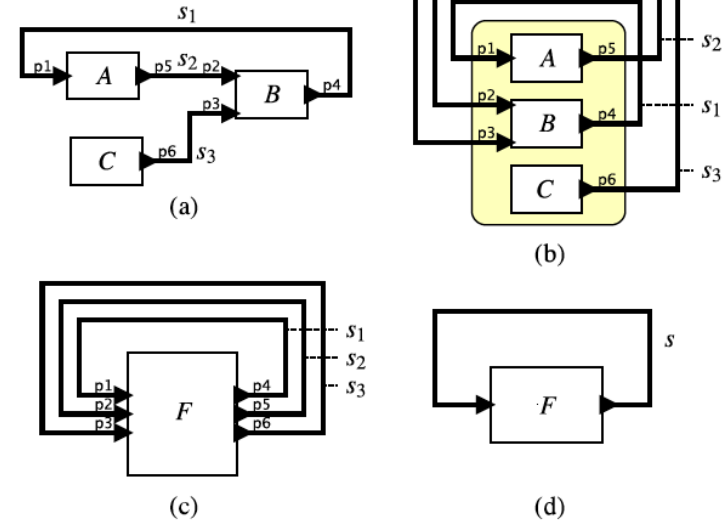 s1
p1 A p5 s2 p2
B p4
p3
C p6 s3
(a)
p1 A p5 s2
p2 B p4 s1
p3
C p6 s3
(b)
s1
s2
s3
p1 p4
p2 F p5
p3 p6
(c)
s
F
(d)